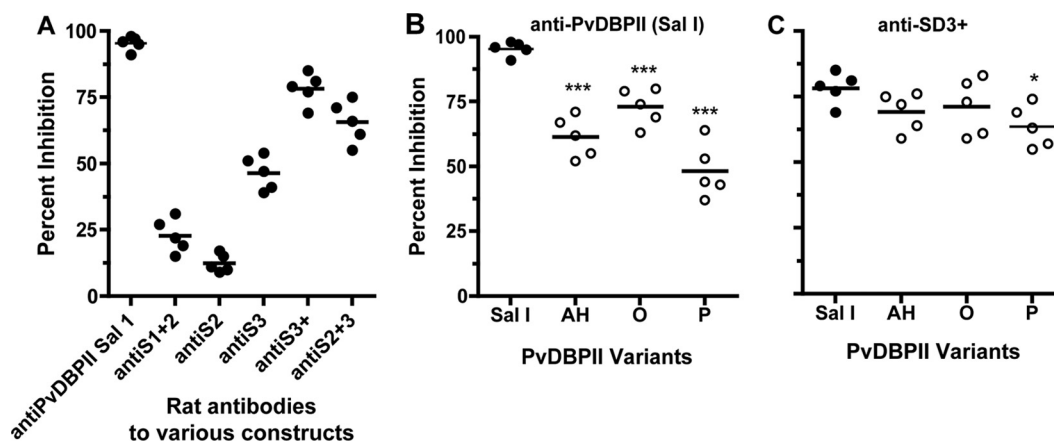 A
Percent Inhibition
100
75
50
25
0
antiPvDBPII Sal 1
antiS1+2
antiS2
antiS3
antiS3+
antiS2+3
Rat antibodies
to various constructs
B
anti-PvDBPII (Sal I)
Percent Inhibition
100
75
50
25
0
***
***
***
Sal I AH O P
PvDBPII Variants
C
anti-SD3+
*
Sal I AH O P
PvDBPII Variants